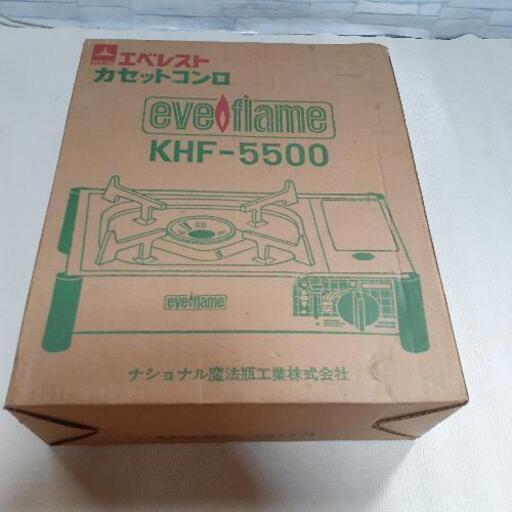 エベレスト
カセットコンロ
eveflame
KHF-5500
eveflame
ナショナル魔法瓶工業株式会社